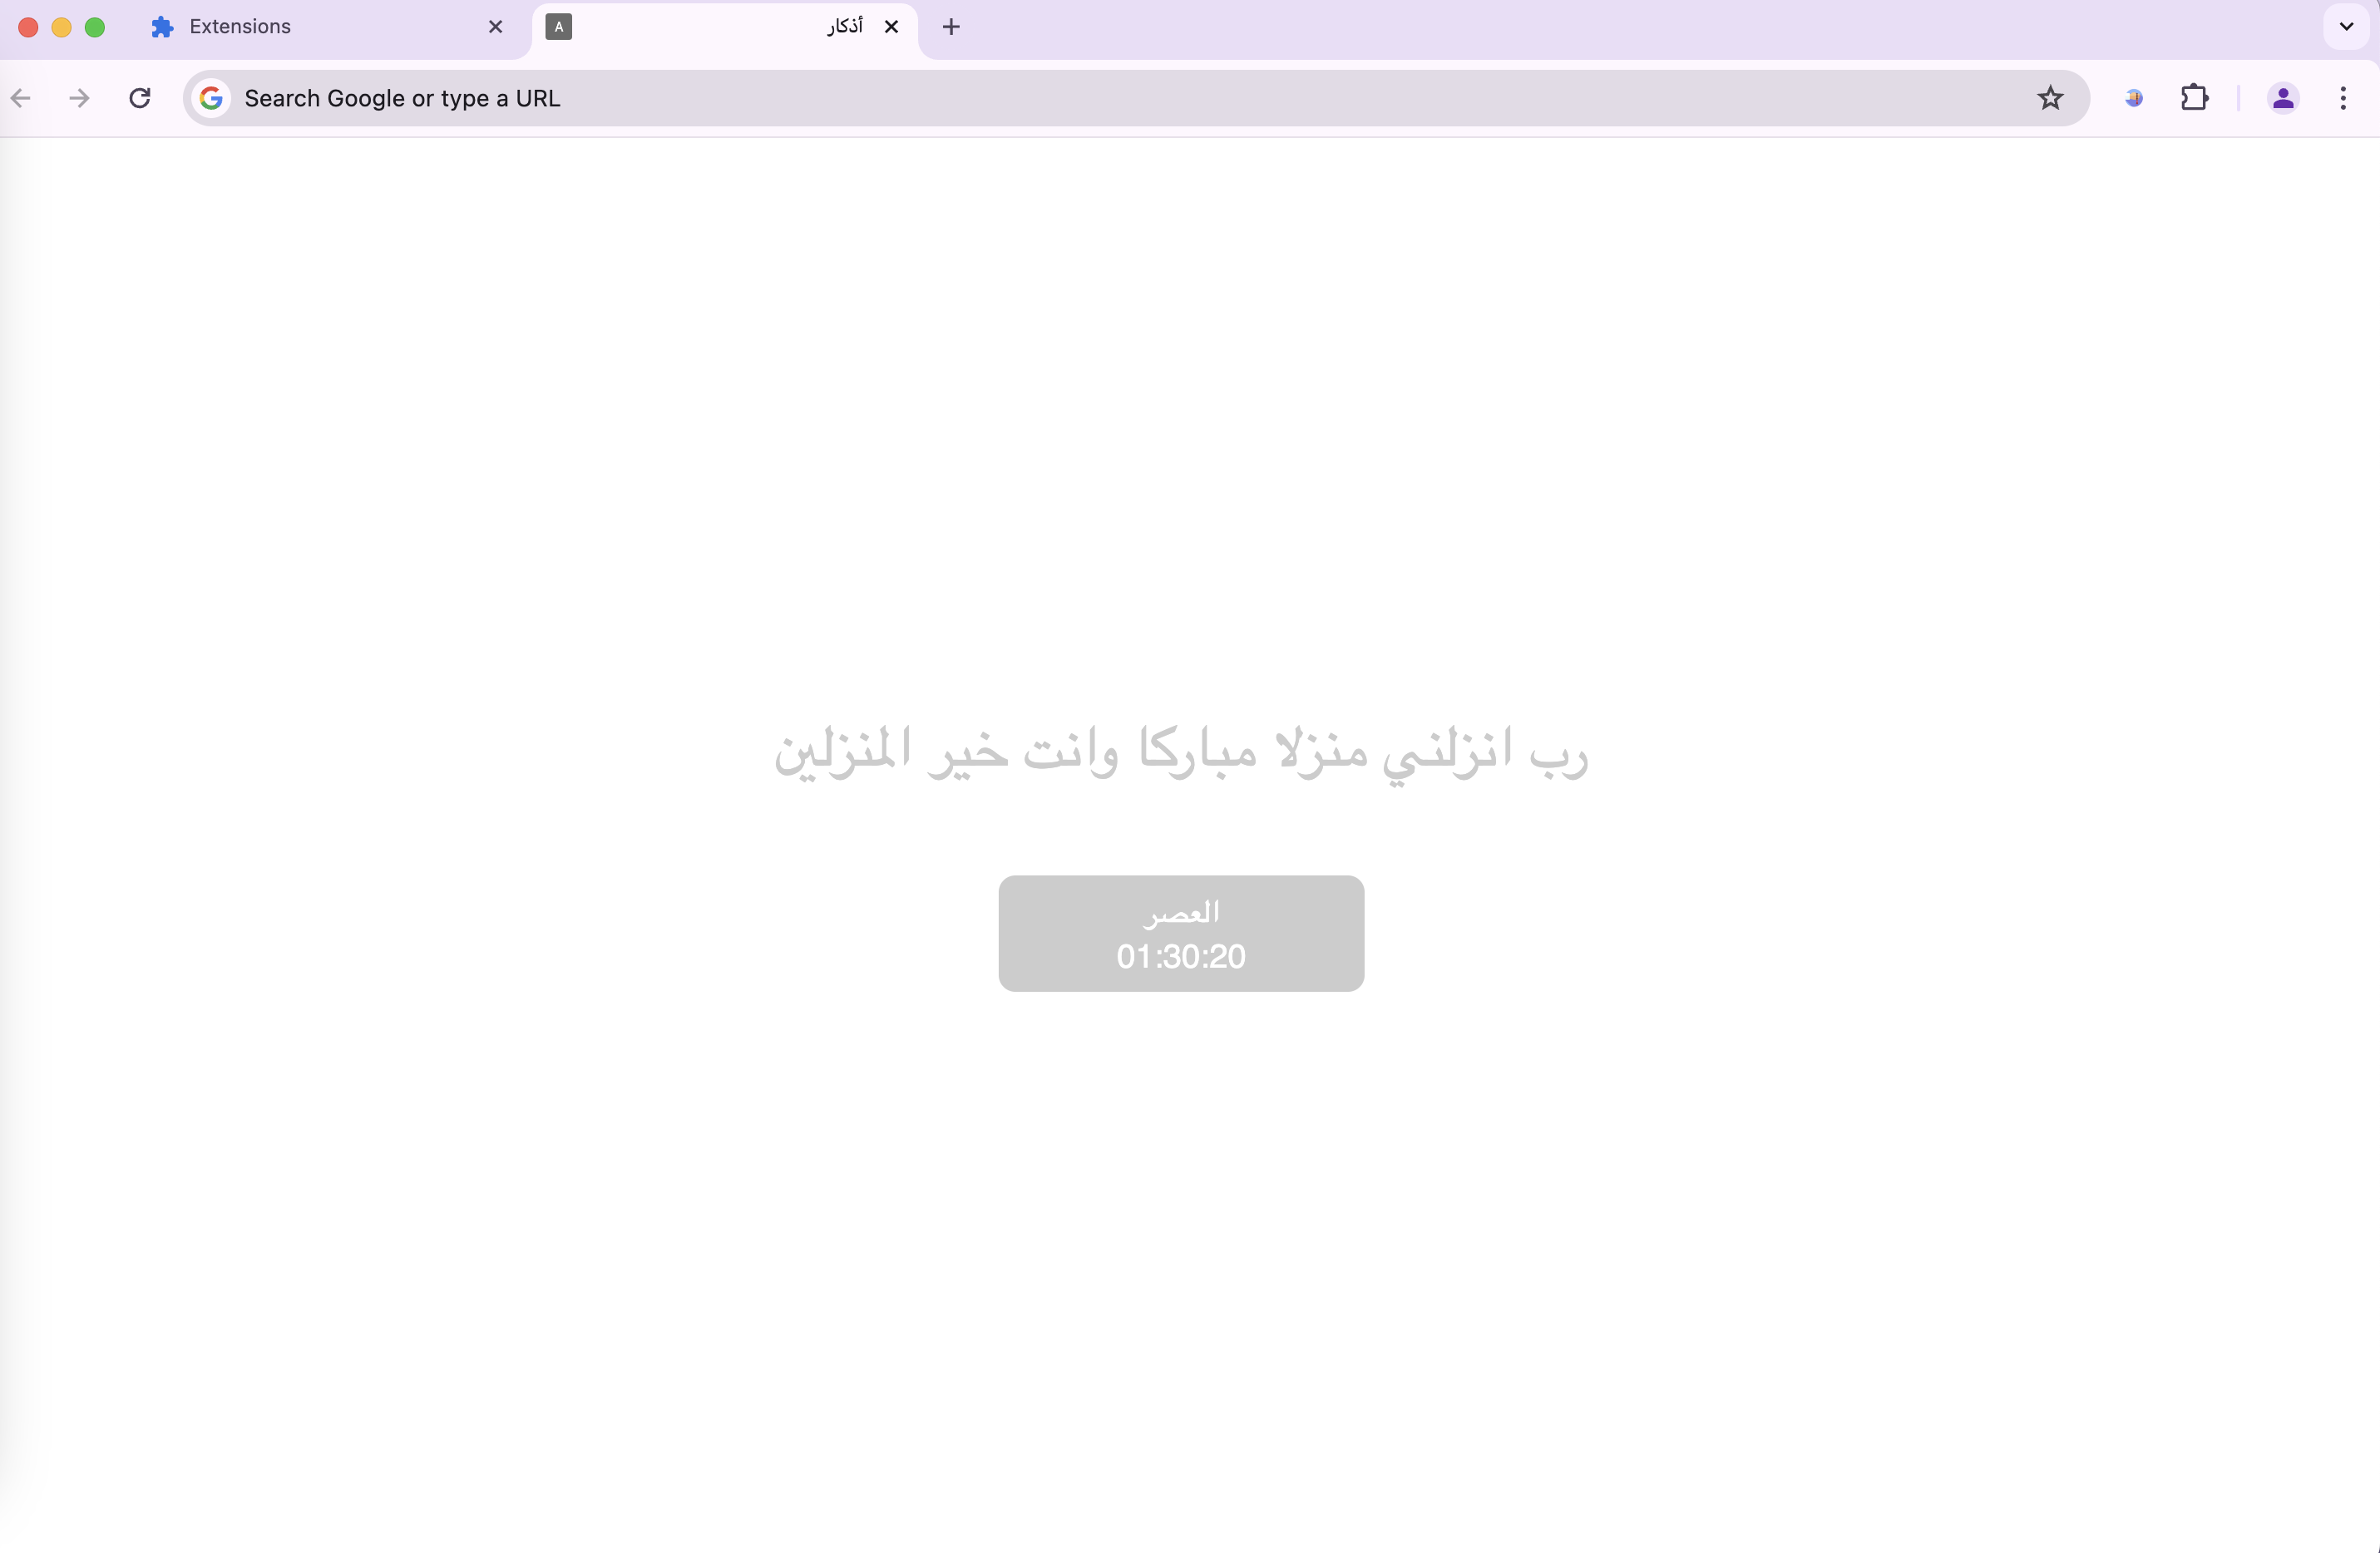 Extensions
A
أذكار
Search Google or type a URL
رب انزلني منزلا مباركا وانت خير المنزلين
العصر
01:30:20